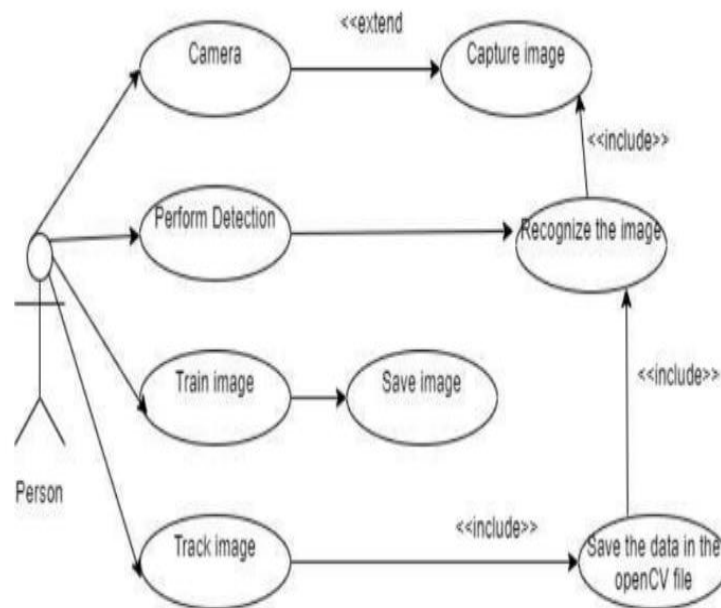 <<extend
Camera
Capture image
<<include>>
Perform Detection
Recognize the image
<<include>>
Train image
Save image
Person
<<include>>
Track image
Save the data in the
openCV file